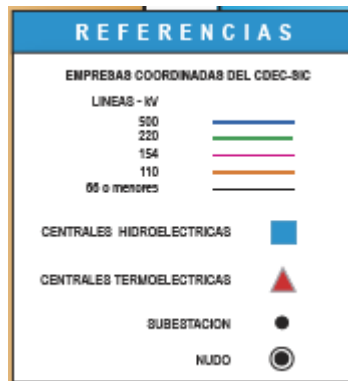 REFERENCIAS
EMPRESAS COORDINADAS DEL CDEC-SIC
LINEAS - kV
500
220
154
110
66 o menores
CENTRALES HIDROELECTRICAS
CENTRALES TERMOELECTRICAS
SUBESTACION
NUDO